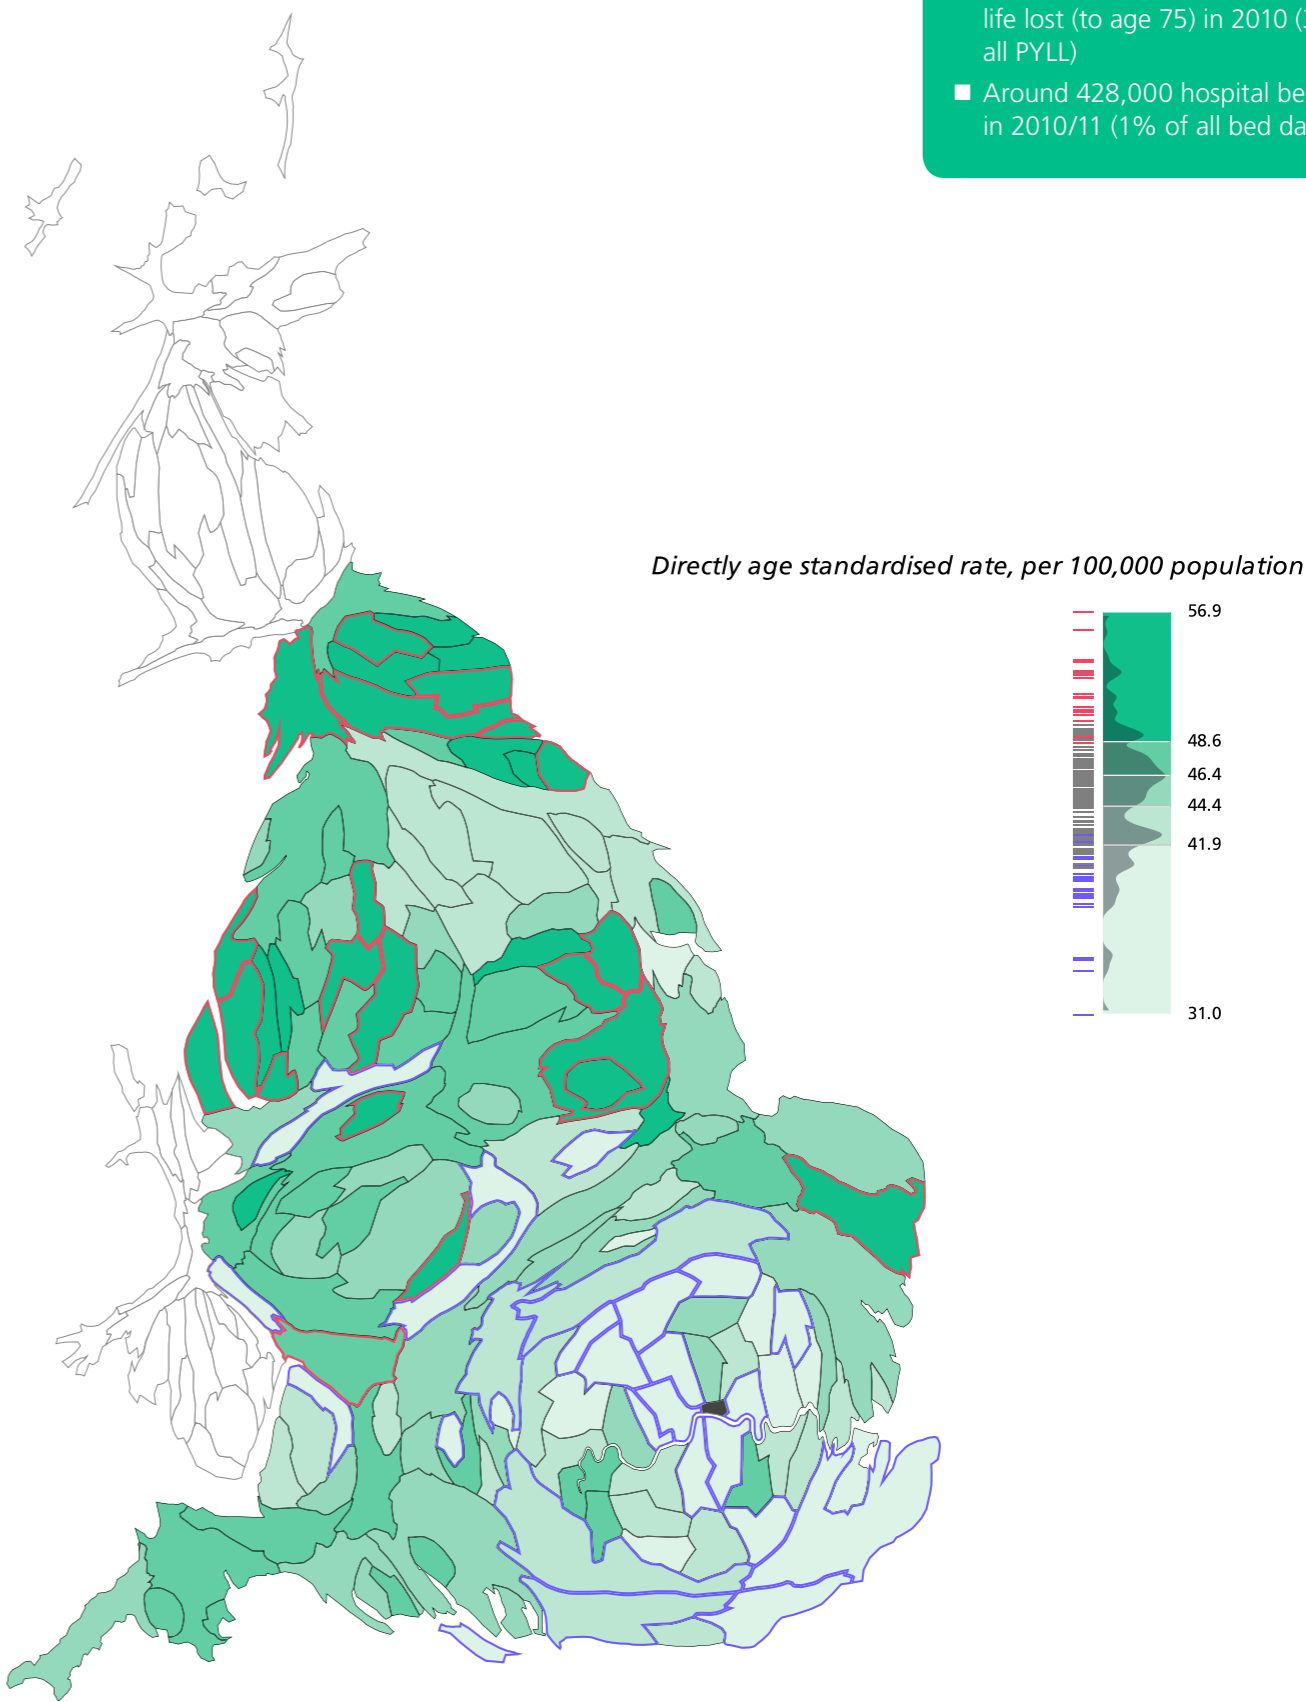 life lost (to age 75) in 2010 (
all PYLL)
Around 428,000 hospital be
in 2010/11 (1% of all bed da
Directly age standardised rate, per 100,000 population
56.9
48.6
46.4
44.4
41.9
31.0